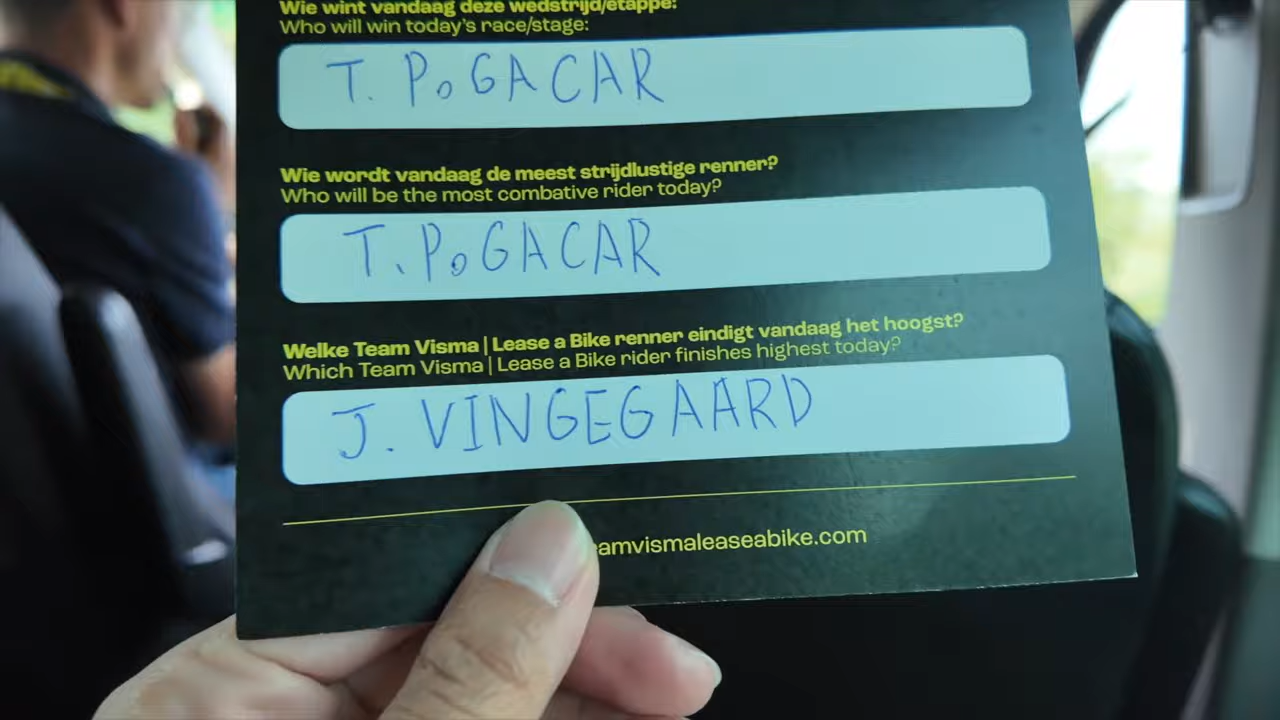 Wie wint vandaag deze wedstrijd/etappe:
Who will win today's race/stage:
T. PoGACAR
Wie wordt vandaag de meest strijdlustige renner?
Who will be the most combative rider today?
T. PoGACAR
Welke Team Visma | Lease a Bike renner eindigt vandaag het hoogst?
Which Team Visma | Lease a Bike rider finishes highest today?
J. VINGEGAARD
eamvismaleaseabike.com